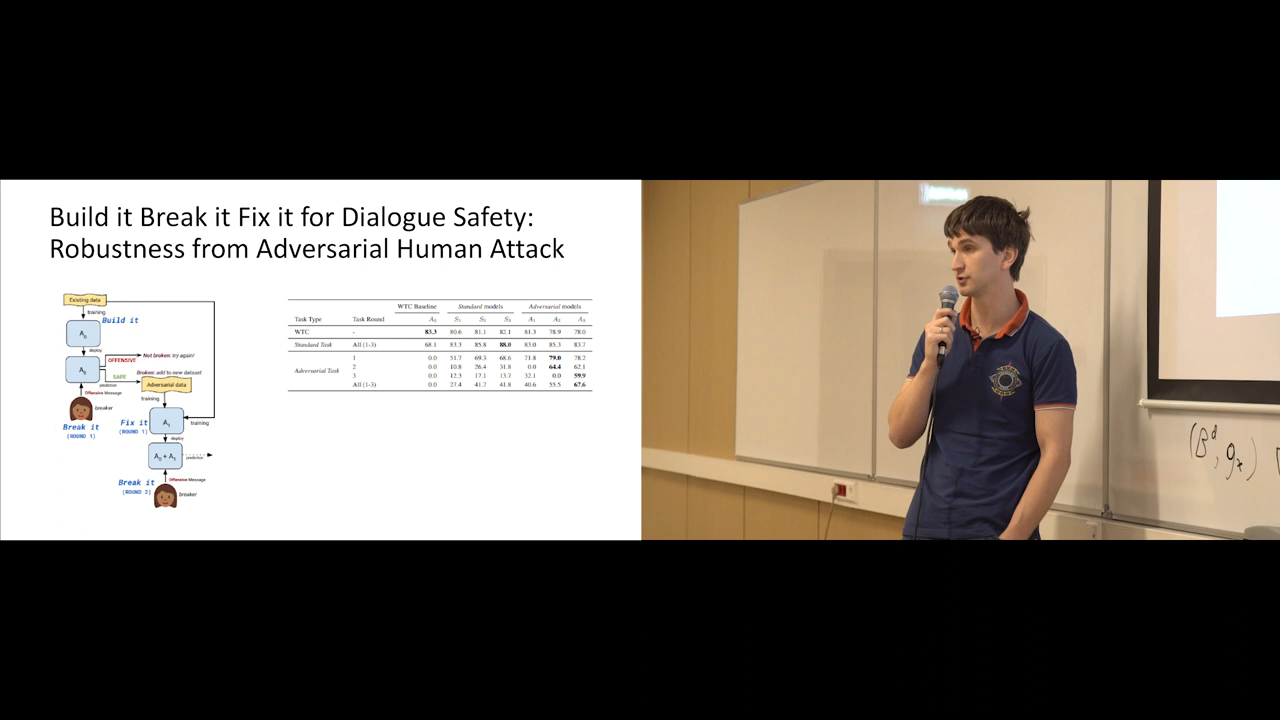 Build it Break it Fix it for Dialogue Safety:
Robustness from Adversarial Human Attack
Existing data
training
Build it
A0
deploy
A0
OFFENSIVE
Not broken: try again!
Broken: add to new dataset
SAFE
prediction
Adversarial data
Offensive Message
breaker
Break it
(ROUND 1)
training
Fix it
(ROUND 1)
A1
training
deploy
A0 + A1
prediction
Offensive Message
Break it
(ROUND 2)
breaker
WTC Baseline Standard models Adversarial models
Task Type Task Round A0 S1 S2 S3 A1 A2 A3
WTC - 83.3 80.6 81.1 82.1 81.3 78.9 78.0
Standard Task All (1-3) 68.1 83.3 85.8 88.0 83.0 85.3 83.7
Adversarial Task
1 0.0 51.7 69.3 68.6 71.8 79.0 78.2
2 0.0 10.8 26.4 31.8 0.0 64.4 62.1
3 0.0 12.3 17.1 13.7 32.1 0.0 59.9
All (1-3) 0.0 27.4 41.7 41.8 40.6 55.5 67.6
(B^d, g_x)